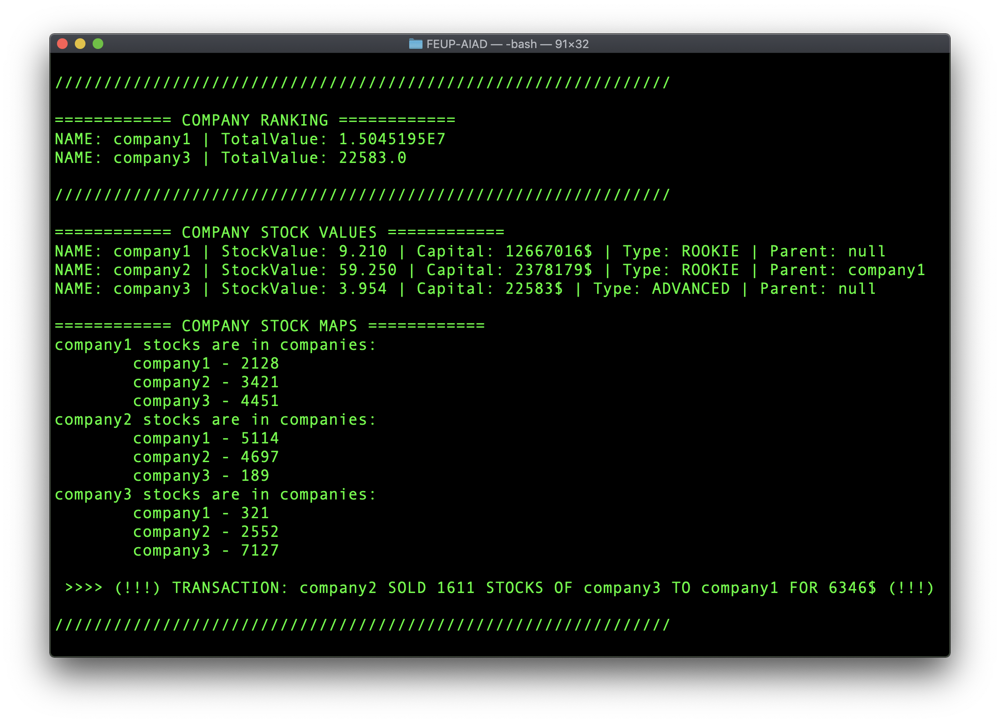 FEUP-AIAD — -bash — 91×32
///////////////////////////////////////////////////////////////
============ COMPANY RANKING ============
NAME: company1 | TotalValue: 1.5045195E7
NAME: company3 | TotalValue: 22583.0
///////////////////////////////////////////////////////////////
============ COMPANY STOCK VALUES ============
NAME: company1 | StockValue: 9.210 | Capital: 12667016$ | Type: ROOKIE | Parent: null
NAME: company2 | StockValue: 59.250 | Capital: 2378179$ | Type: ROOKIE | Parent: company1
NAME: company3 | StockValue: 3.954 | Capital: 22583$ | Type: ADVANCED | Parent: null
============ COMPANY STOCK MAPS ============
company1 stocks are in companies:
company1 - 2128
company2 - 3421
company3 - 4451
company2 stocks are in companies:
company1 - 5114
company2 - 4697
company3 - 189
company3 stocks are in companies:
company1 - 321
company2 - 2552
company3 - 7127
>>>> (!!!) TRANSACTION: company2 SOLD 1611 STOCKS OF company3 TO company1 FOR 6346$ (!!!)
///////////////////////////////////////////////////////////////